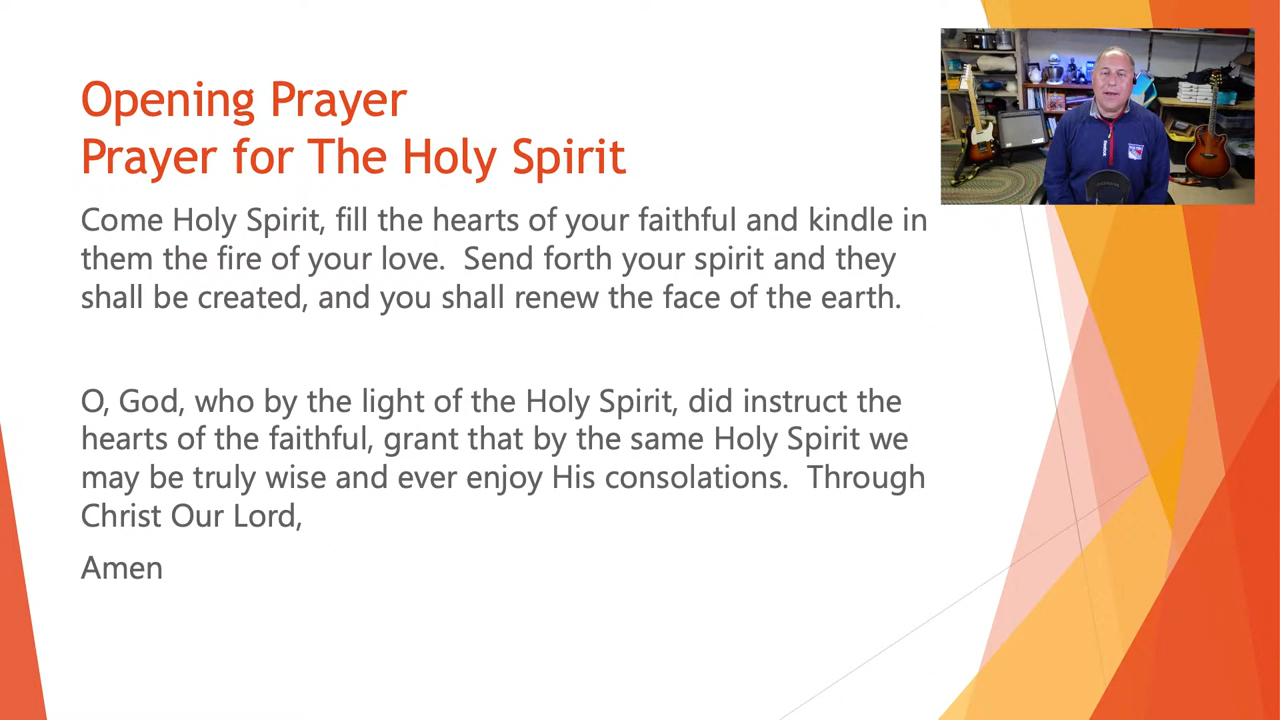 Opening Prayer
Prayer for The Holy Spirit
Come Holy Spirit, fill the hearts of your faithful and kindle in
them the fire of your love.  Send forth your spirit and they
shall be created, and you shall renew the face of the earth.
O, God, who by the light of the Holy Spirit, did instruct the
hearts of the faithful, grant that by the same Holy Spirit we
may be truly wise and ever enjoy His consolations.  Through
Christ Our Lord,
Amen